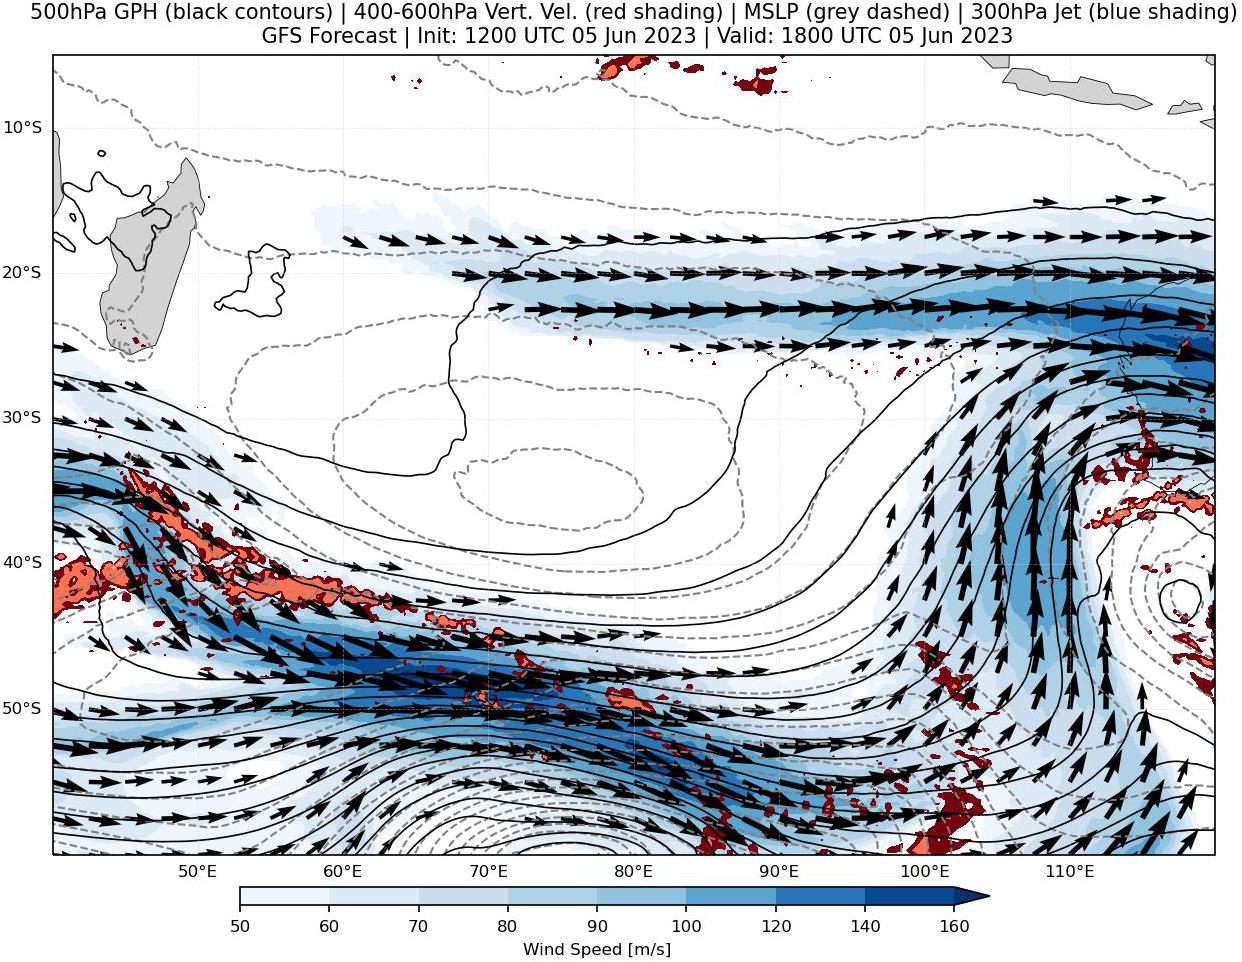 500hPa GPH (black contours) | 400-600hPa Vert. Vel. (red shading) | MSLP (grey dashed) | 300hPa Jet (blue shading)
GFS Forecast | Init: 1200 UTC 05 Jun 2023 | Valid: 1800 UTC 05 Jun 2023
10°S
20°S
30°S
40°S
50°S
50°E 60°E 70°E 80°E 90°E 100°E 110°E
50 60 70 80 90 100 120 140 160
Wind Speed [m/s]